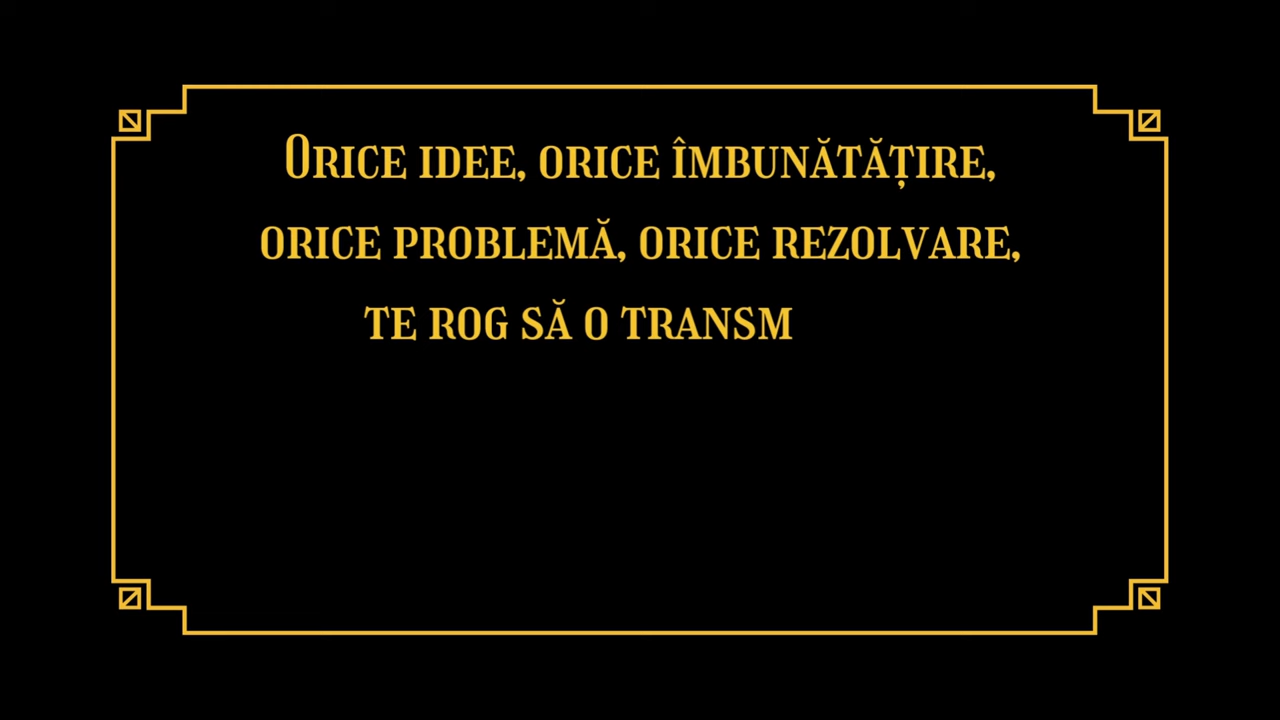 Orice idee, orice îmbunătățire,
orice problemă, orice rezolvare,
te rog să o transm